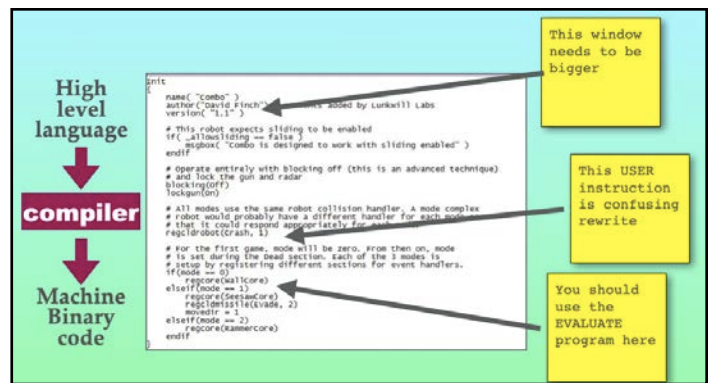 High
level
language
compiler
Machine
Binary
code
Init
{
name( "Combo" )
author("David Finch") added by Lunkwill Labs
version( "1.1" )
# This robot expects sliding to be enabled
if( _allowsliding == false )
msgbox( "Combo is designed to work with sliding enabled" )
endif
# Operate entirely with blocking off (this is an advanced technique)
# and lock the gun and radar
blocking(off)
lockgun(on)
# All modes use the same robot collision handler. A mode complex
# robot would probably have a different handler for each mode so
# that it could respond appropriately for each
regcldrobot(Crash, 1)
# For the first game, mode will be zero. From then on, mode
# is set during the Dead section. Each of the 3 modes is
# setup by registering different sections for event handlers.
if(mode == 0)
regcore(WallCore)
elseif(mode == 1)
regcore(SeesawCore)
regcldmissile(Evade, 2)
movedir = 1
elseif(mode == 2)
regcore(RammerCore)
endif
}
This window
needs to be
bigger
This USER
instruction
is confusing
rewrite
You should
use the
EVALUATE
program here